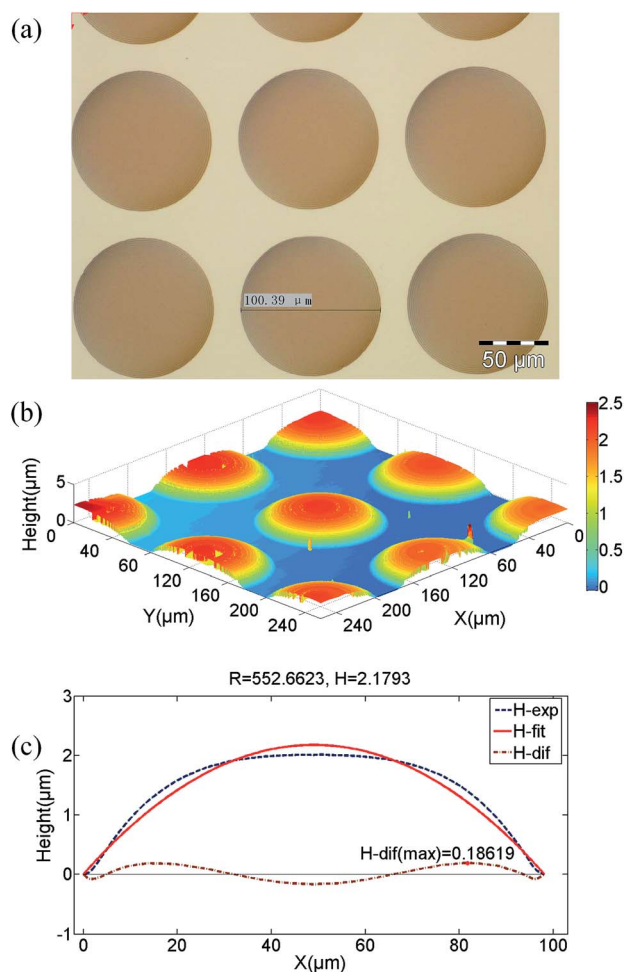 (a)
100.39 μm
50 μm
(b)
Height(μm)
5
0
40
60
120
160
200
240
Y(μm)
240
200
160
120
60
40
0
X(μm)
2.5
2
1.5
1
0.5
0
R=552.6623, H=2.1793
(c)
Height(μm)
3
2
1
0
-1
H-exp
H-fit
H-dif
H-dif(max)=0.18619
0
20
40
60
80
100
X(μm)